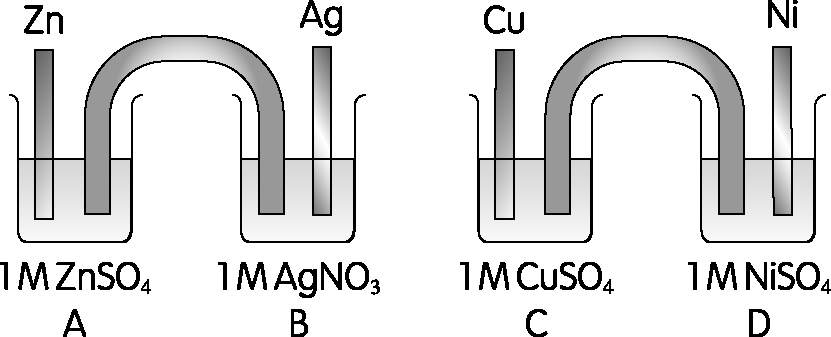 Zn Ag Cu Ni
1 M ZnSO₄ 1 M AgNO₃ 1 M CuSO₄ 1 M NiSO₄
A B C D